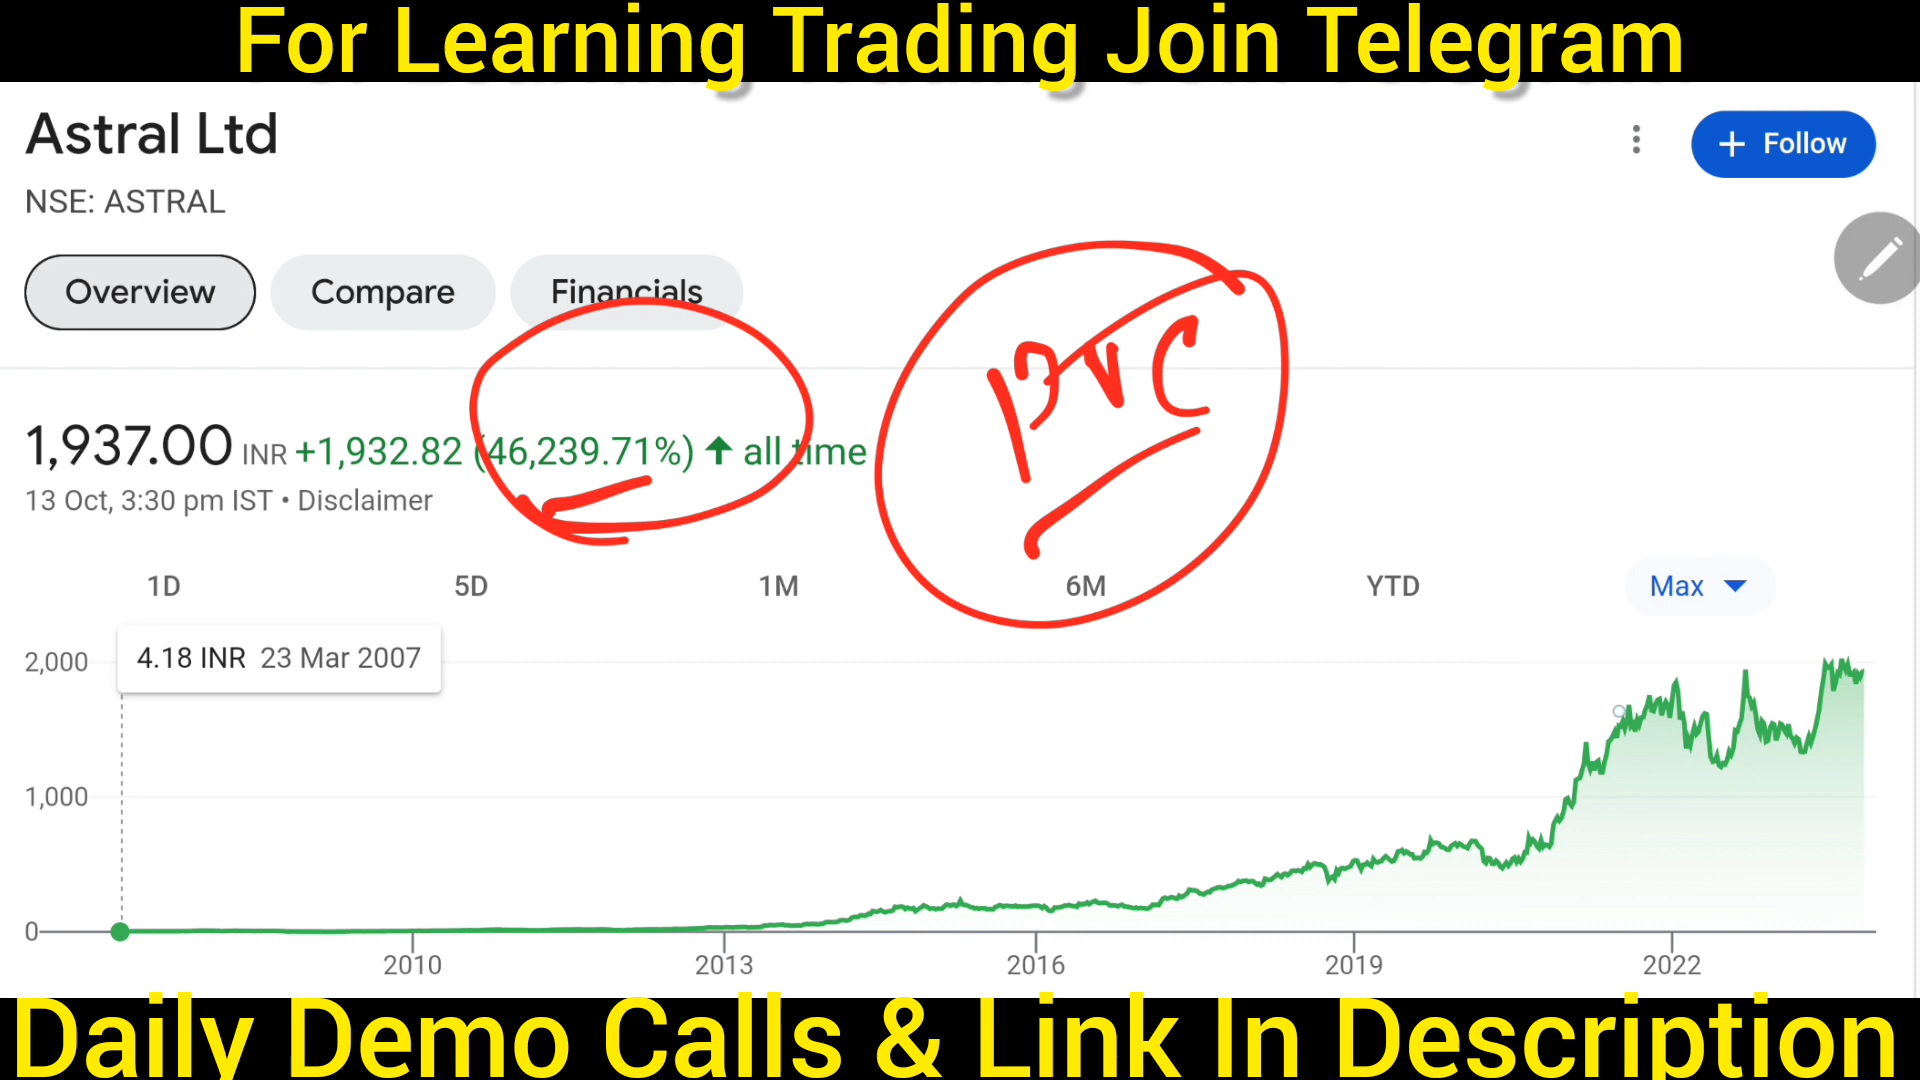 For Learning Trading Join Telegram
Astral Ltd
+ Follow
NSE: ASTRAL
Overview Compare Financials
PVC
1,937.00 INR +1,932.82 (46,239.71%) ↑ all time
13 Oct, 3:30 pm IST • Disclaimer
1D 5D 1M 6M YTD Max
4.18 INR 23 Mar 2007
2,000
1,000
0
2010 2013 2016 2019 2022
Daily Demo Calls & Link In Description